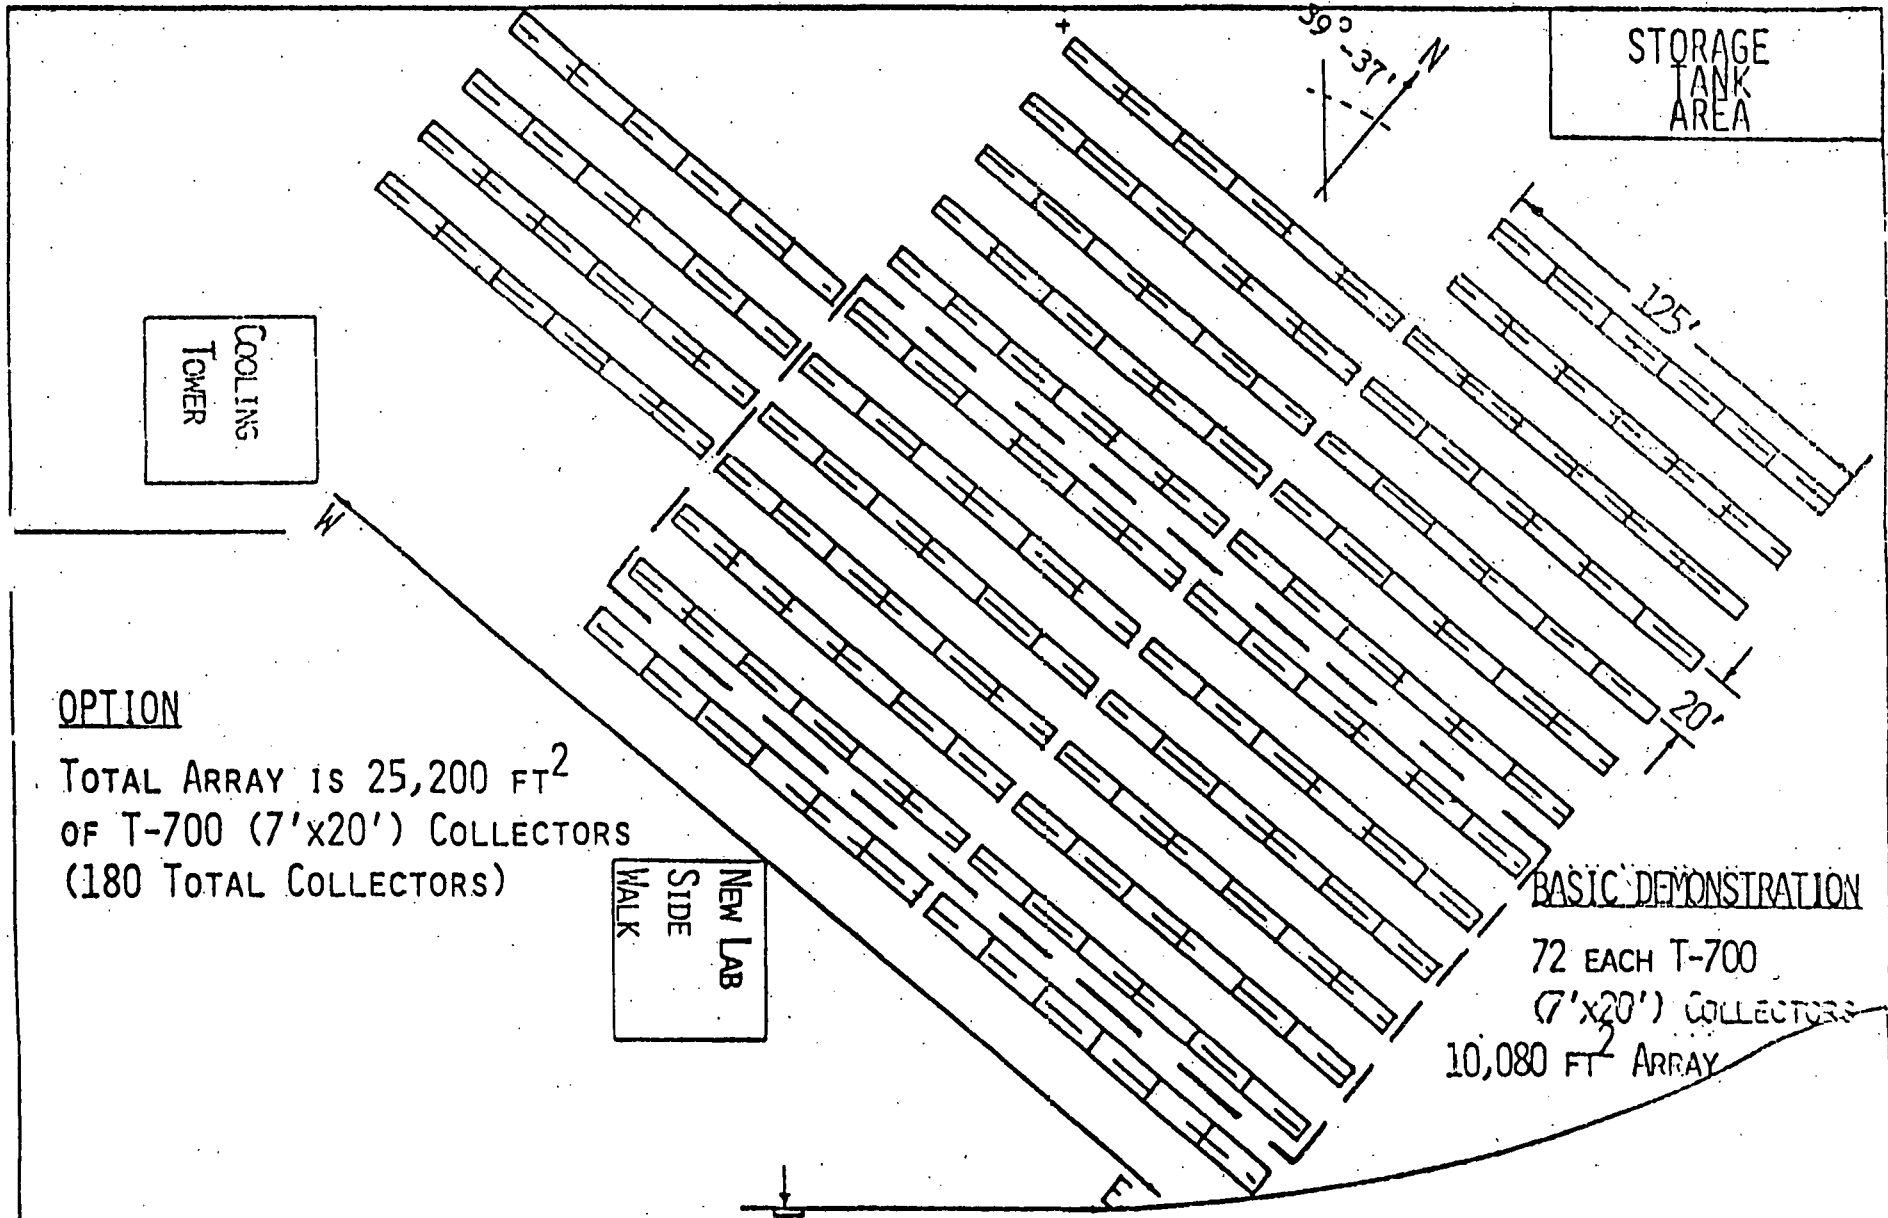 39°-37'
N
STORAGE
TANK
AREA
125'
COOLING
TOWER
W
20'
OPTION
TOTAL ARRAY IS 25,200 FT²
OF T-700 (7'x20') COLLECTORS
(180 TOTAL COLLECTORS)
NEW LAB
SIDE
WALK
BASIC DEMONSTRATION
72 EACH T-700
(7'x20') COLLECTORS
10,080 FT² ARRAY
E